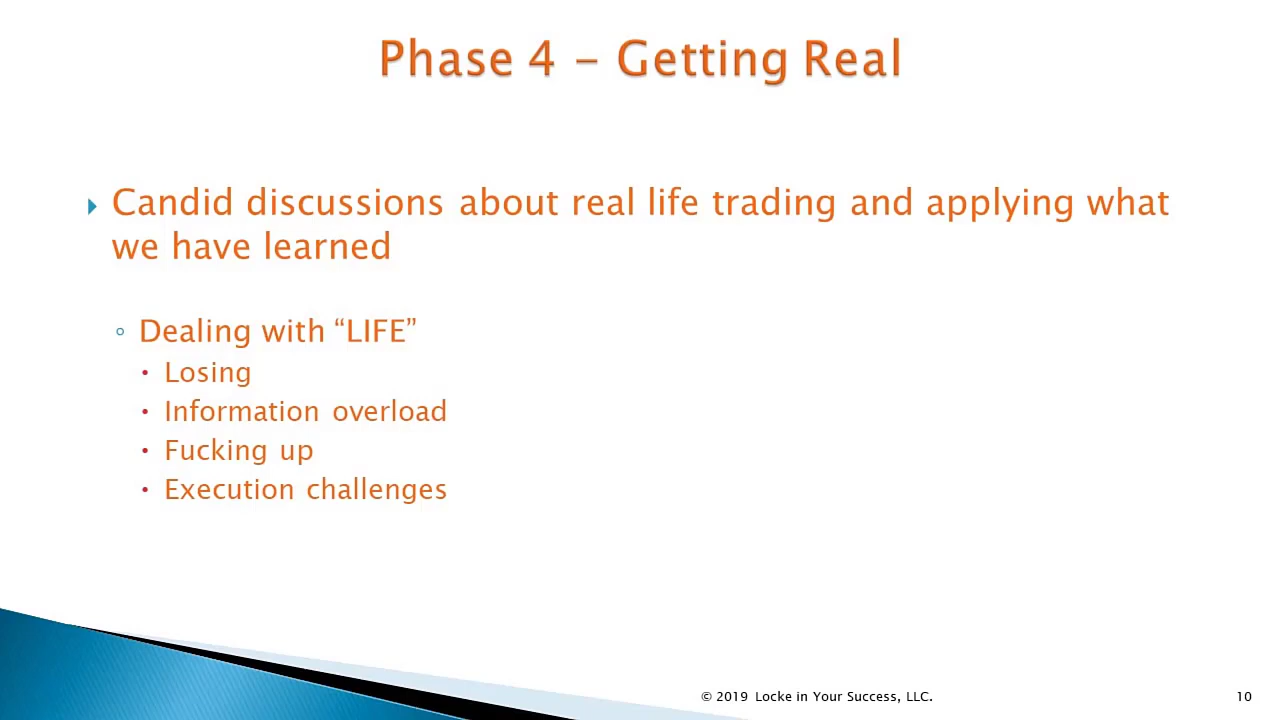 Phase 4 - Getting Real
Candid discussions about real life trading and applying what
we have learned
Dealing with “LIFE”
Losing
Information overload
Fucking up
Execution challenges
© 2019 Locke in Your Success, LLC.
10